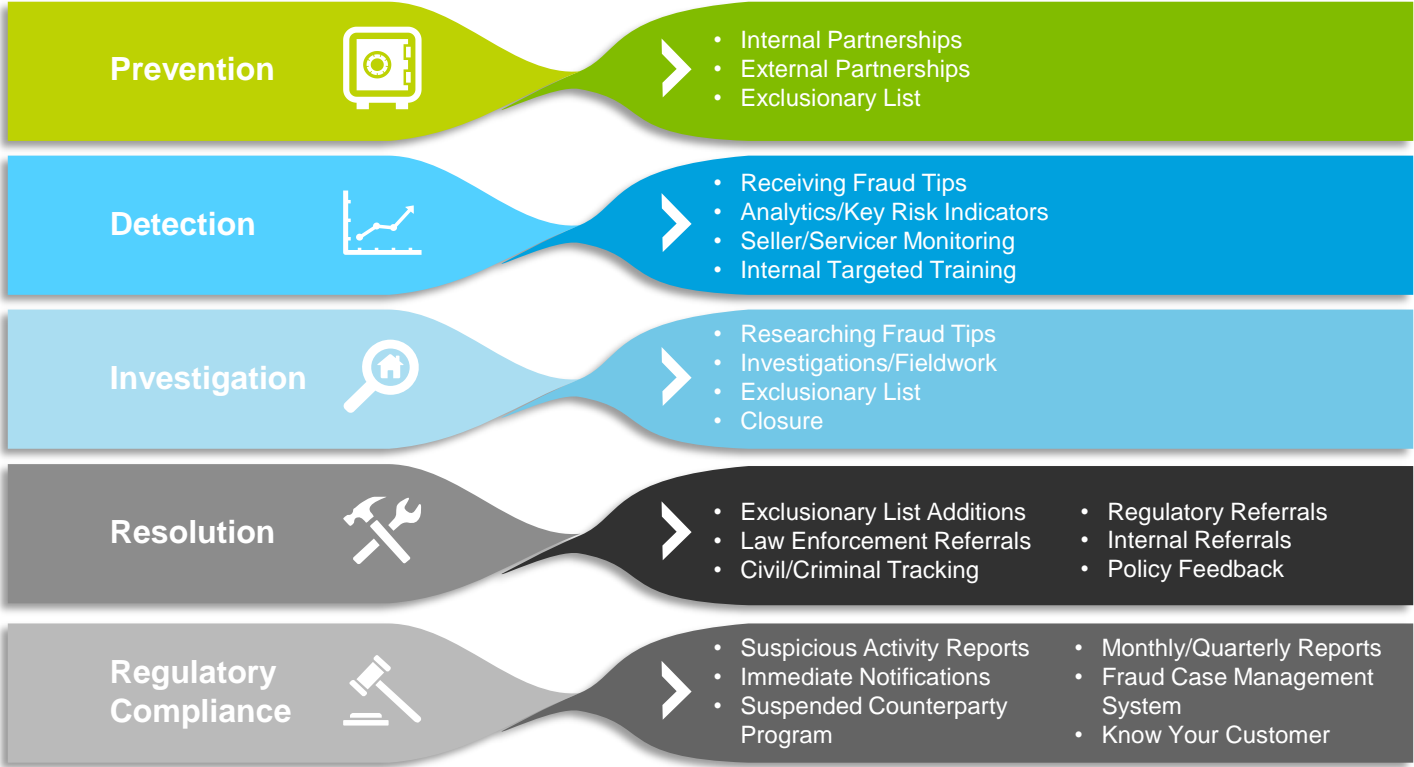 Prevention
• Internal Partnerships
• External Partnerships
• Exclusionary List
Detection
• Receiving Fraud Tips
• Analytics/Key Risk Indicators
• Seller/Servicer Monitoring
• Internal Targeted Training
Investigation
• Researching Fraud Tips
• Investigations/Fieldwork
• Exclusionary List
• Closure
Resolution
• Exclusionary List Additions
• Law Enforcement Referrals
• Civil/Criminal Tracking
• Regulatory Referrals
• Internal Referrals
• Policy Feedback
Regulatory
Compliance
• Suspicious Activity Reports
• Immediate Notifications
• Suspended Counterparty
Program
• Monthly/Quarterly Reports
• Fraud Case Management
System
• Know Your Customer